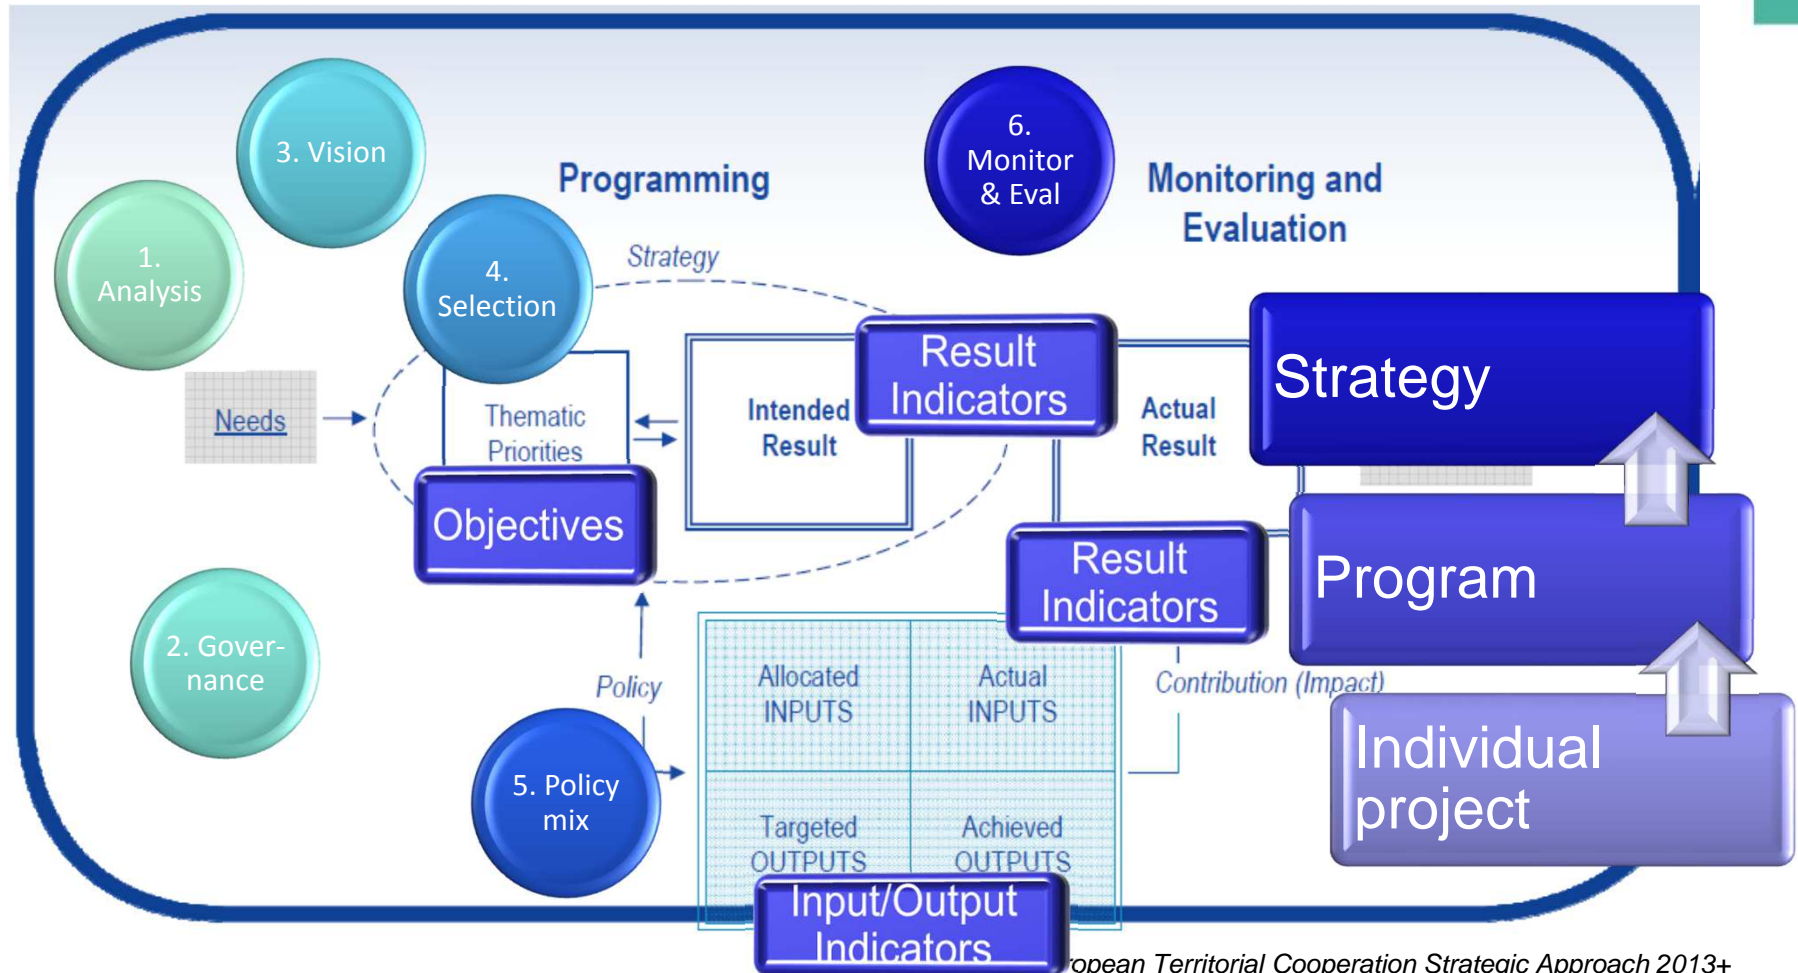 3. Vision
6.
Monitor
& Eval
Programming
Monitoring and
Evaluation
1.
Analysis
4.
Selection
Strategy
Needs
Thematic
Priorities
Intended
Result
Result
Indicators
Actual
Result
Strategy
Objectives
Result
Indicators
Program
2. Gover-
nance
Policy
Allocated
INPUTS
Actual
INPUTS
Contribution (Impact)
5. Policy
mix
Targeted
OUTPUTS
Achieved
OUTPUTS
Individual
project
Input/Output
Indicators
Territorial Cooperation Strategic Approach 2013+